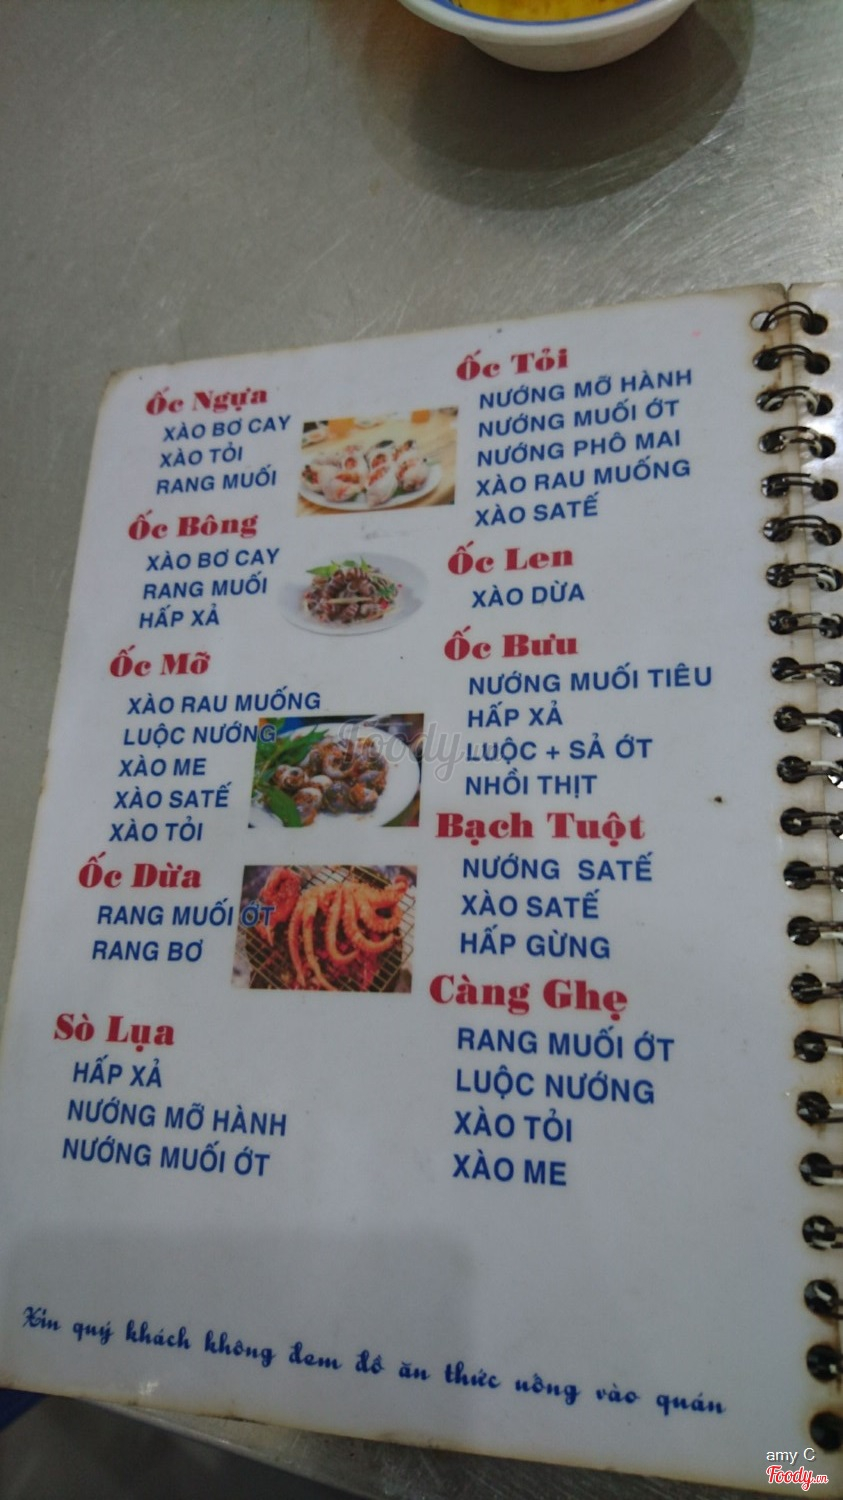 Ốc Ngựa
XÀO BƠ CAY
XÀO TỎI
RANG MUỐI
Ốc Bông
XÀO BƠ CAY
RANG MUỐI
HẤP XẢ
Ốc Mỡ
XÀO RAU MUỐNG
LUỘC NƯỚNG
XÀO ME
XÀO SATẾ
XÀO TỎI
Ốc Dừa
RANG MUỐI ỚT
RANG BƠ
Sò Lụa
HẤP XẢ
NƯỚNG MỠ HÀNH
NƯỚNG MUỐI ỚT
Ốc Tỏi
NƯỚNG MỠ HÀNH
NƯỚNG MUỐI ỚT
NƯỚNG PHÔ MAI
XÀO RAU MUỐNG
XÀO SATẾ
Ốc Len
XÀO DỪA
Ốc Bưu
NƯỚNG MUỐI TIÊU
HẤP XẢ
LUỘC + SẢ ỚT
NHỒI THỊT
Bạch Tuột
NƯỚNG SATẾ
XÀO SATẾ
HẤP GỪNG
Càng Ghẹ
RANG MUỐI ỚT
LUỘC NƯỚNG
XÀO TỎI
XÀO ME
Xin quý khách không đem đồ ăn thức uống vào quán
Foody.vn
amy C
Foody.vn